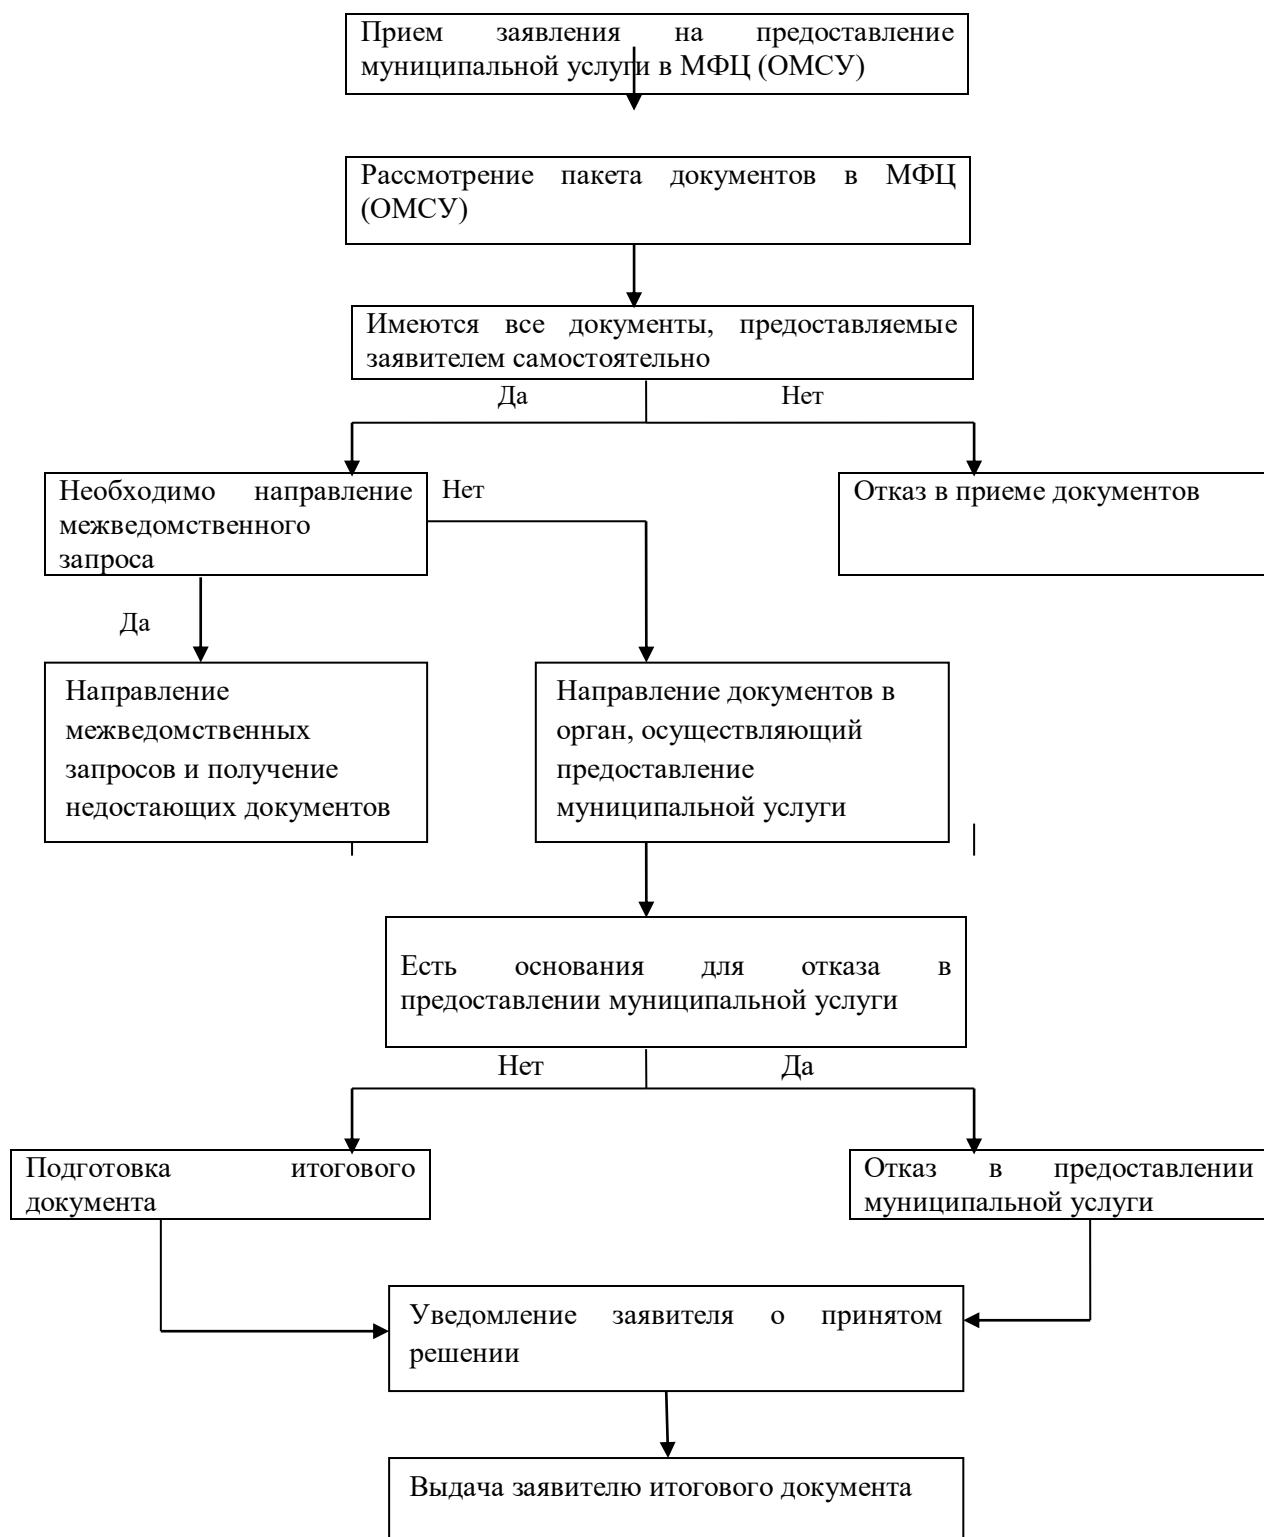 Прием заявления на предоставление
муниципальной услуги в МФЦ (ОМСУ)
Рассмотрение пакета документов в МФЦ
(ОМСУ)
Имеются все документы, предоставляемые
заявителем самостоятельно
Да
Нет
Необходимо направление
межведомственного
запроса
Нет
Отказ в приеме документов
Да
Направление
межведомственных
запросов и получение
недостающих документов
Направление документов в
орган, осуществляющий
предоставление
муниципальной услуги
Есть основания для отказа в
предоставлении муниципальной услуги
Нет
Да
Подготовка итогового
документа
Отказ в предоставлении
муниципальной услуги
Уведомление заявителя о принятом
решении
Выдача заявителю итогового документа